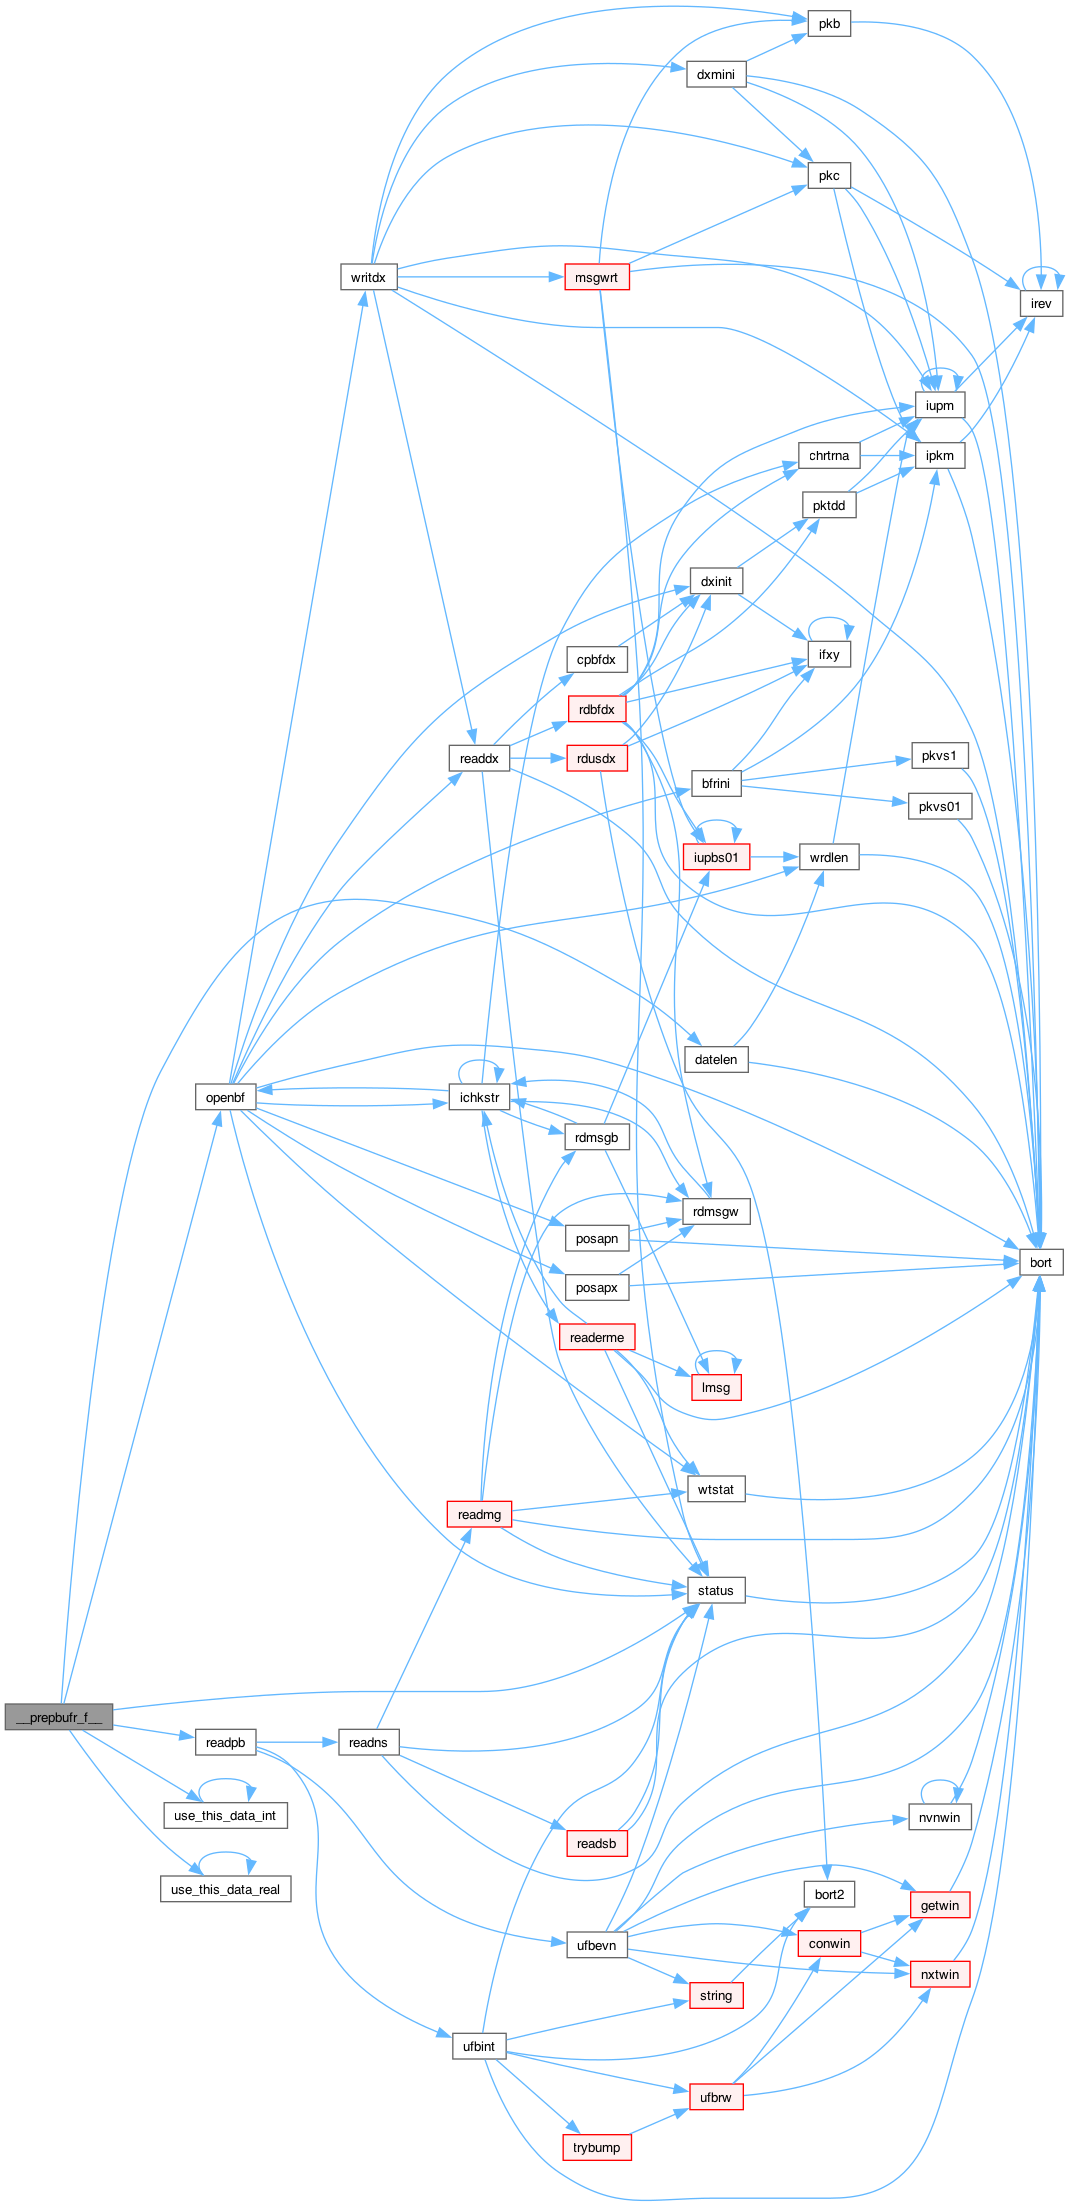 pkb
dxmini
pkc
writdx
msgwrt
irev
iupm
chrtrna
ipkm
pktdd
dxinit
ifxy
cpbfdx
rdbfdx
readdx
rdusdx
pkvs1
bfrini
pkvs01
iupbs01
wrdlen
datelen
openbf
ichkstr
rdmsgb
rdmsgw
posapn
bort
posapx
readerme
lmsg
wtstat
readmg
status
__prepbufr_f__
readpb
readns
use_this_data_int
nvnwin
readsb
use_this_data_real
bort2
getwin
ufbevn
conwin
nxtwin
string
ufbint
ufbrw
trybump